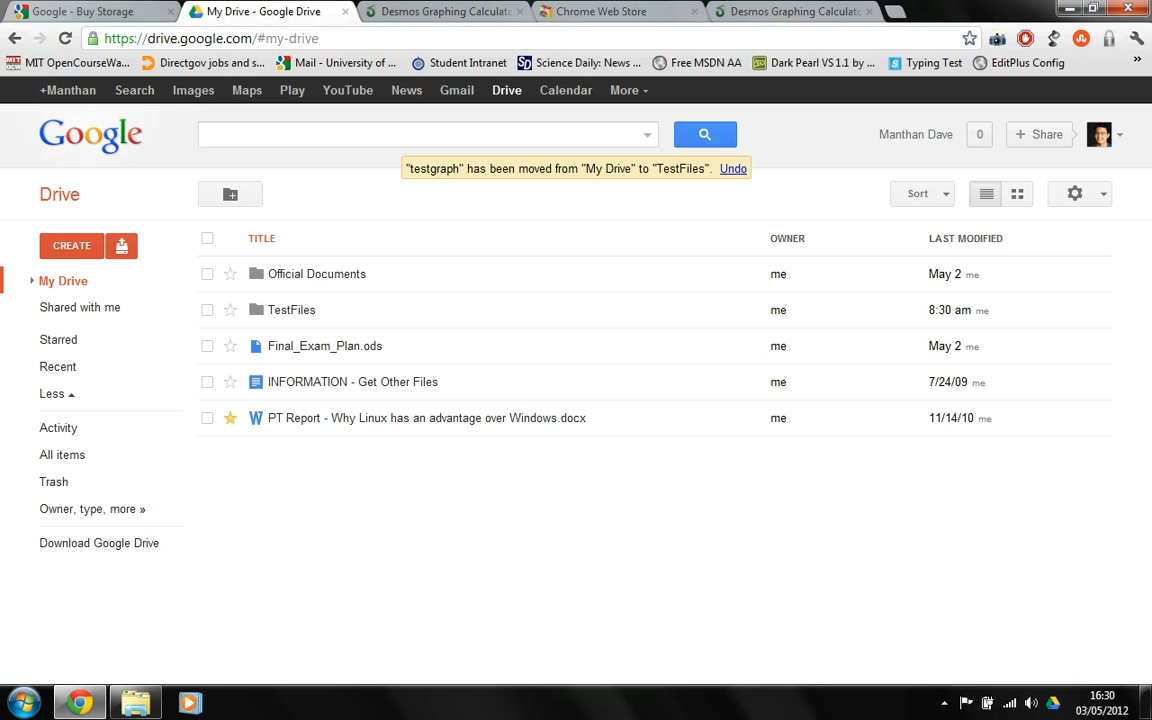 Google - Buy Storage
My Drive - Google Drive
Desmos Graphing Calculato
Chrome Web Store
Desmos Graphing Calculato
https://drive.google.com/#my-drive
MIT OpenCourseWa...
Directgov jobs and s...
Mail - University of ...
Student Intranet
Science Daily: News ...
Free MSDN AA
Dark Pearl VS 1.1 by ...
Typing Test
EditPlus Config
»
+Manthan Search Images Maps Play YouTube News Gmail Drive Calendar More
Google
Manthan Dave
0
+ Share
"testgraph" has been moved from "My Drive" to "TestFiles". Undo
Drive
Sort
CREATE
TITLE OWNER LAST MODIFIED
My Drive
Shared with me
Starred
Recent
Less
Activity
All items
Trash
Owner, type, more »
Download Google Drive
Official Documents me May 2 me
TestFiles me 8:30 am me
Final_Exam_Plan.ods me May 2 me
INFORMATION - Get Other Files me 7/24/09 me
PT Report - Why Linux has an advantage over Windows.docx me 11/14/10 me
16:30
03/05/2012